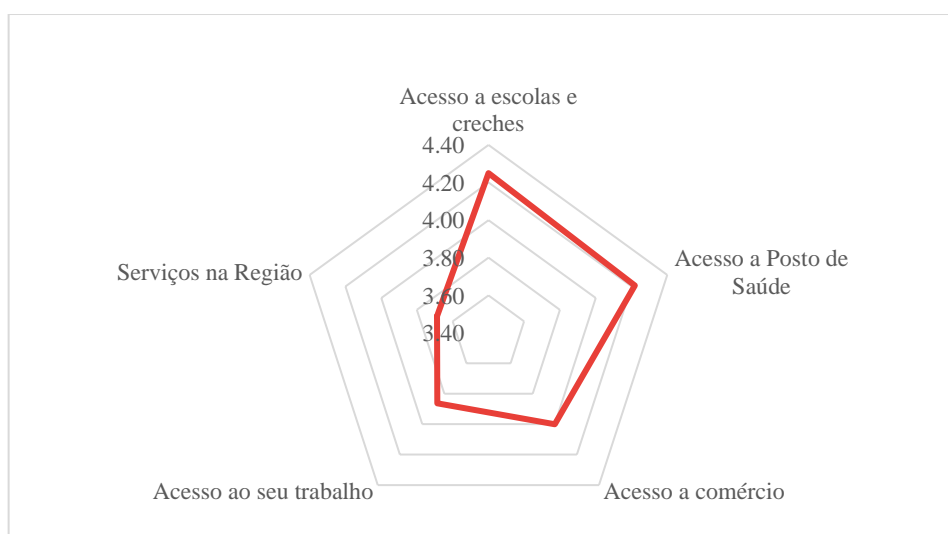 Acesso a escolas e
creches
4.40
4.20
4.00
3.80
3.60
3.40
Serviços na Região
Acesso a Posto de
Saúde
Acesso ao seu trabalho
Acesso a comércio